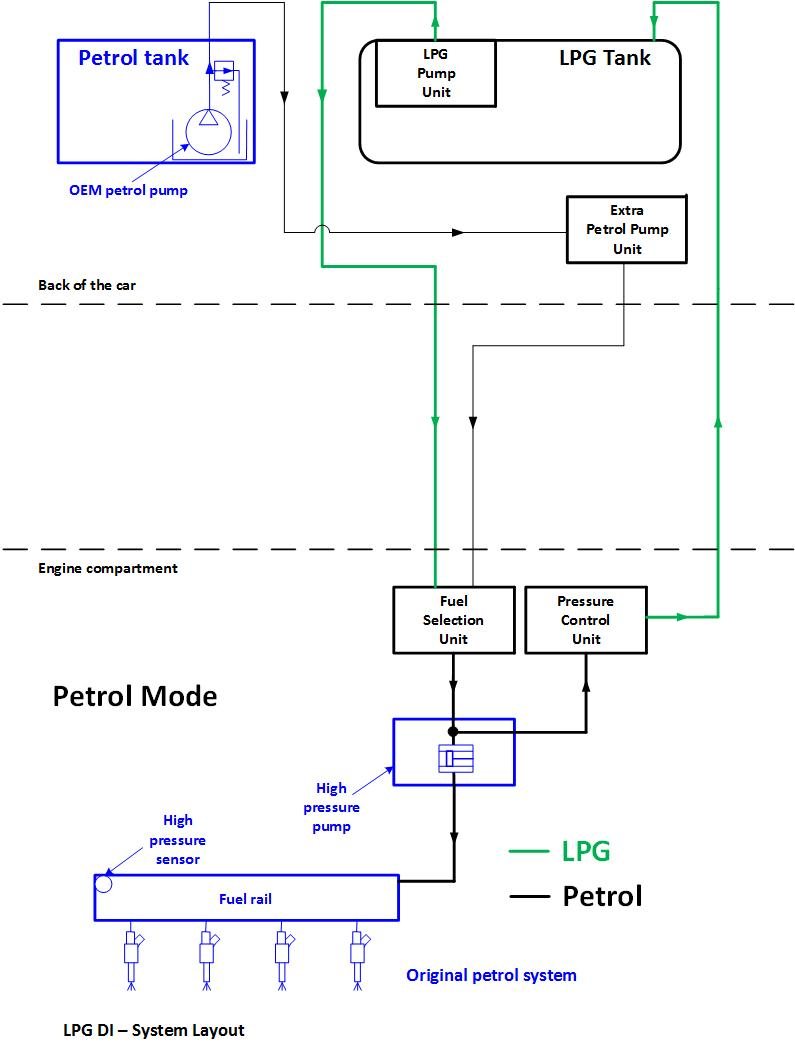 Petrol tank
LPG
Pump
Unit
LPG Tank
OEM petrol pump
Extra
Petrol Pump
Unit
Back of the car
Engine compartment
Fuel
Selection
Unit
Pressure
Control
Unit
Petrol Mode
High
pressure
pump
High
pressure
sensor
LPG
Petrol
Fuel rail
Original petrol system
LPG DI – System Layout